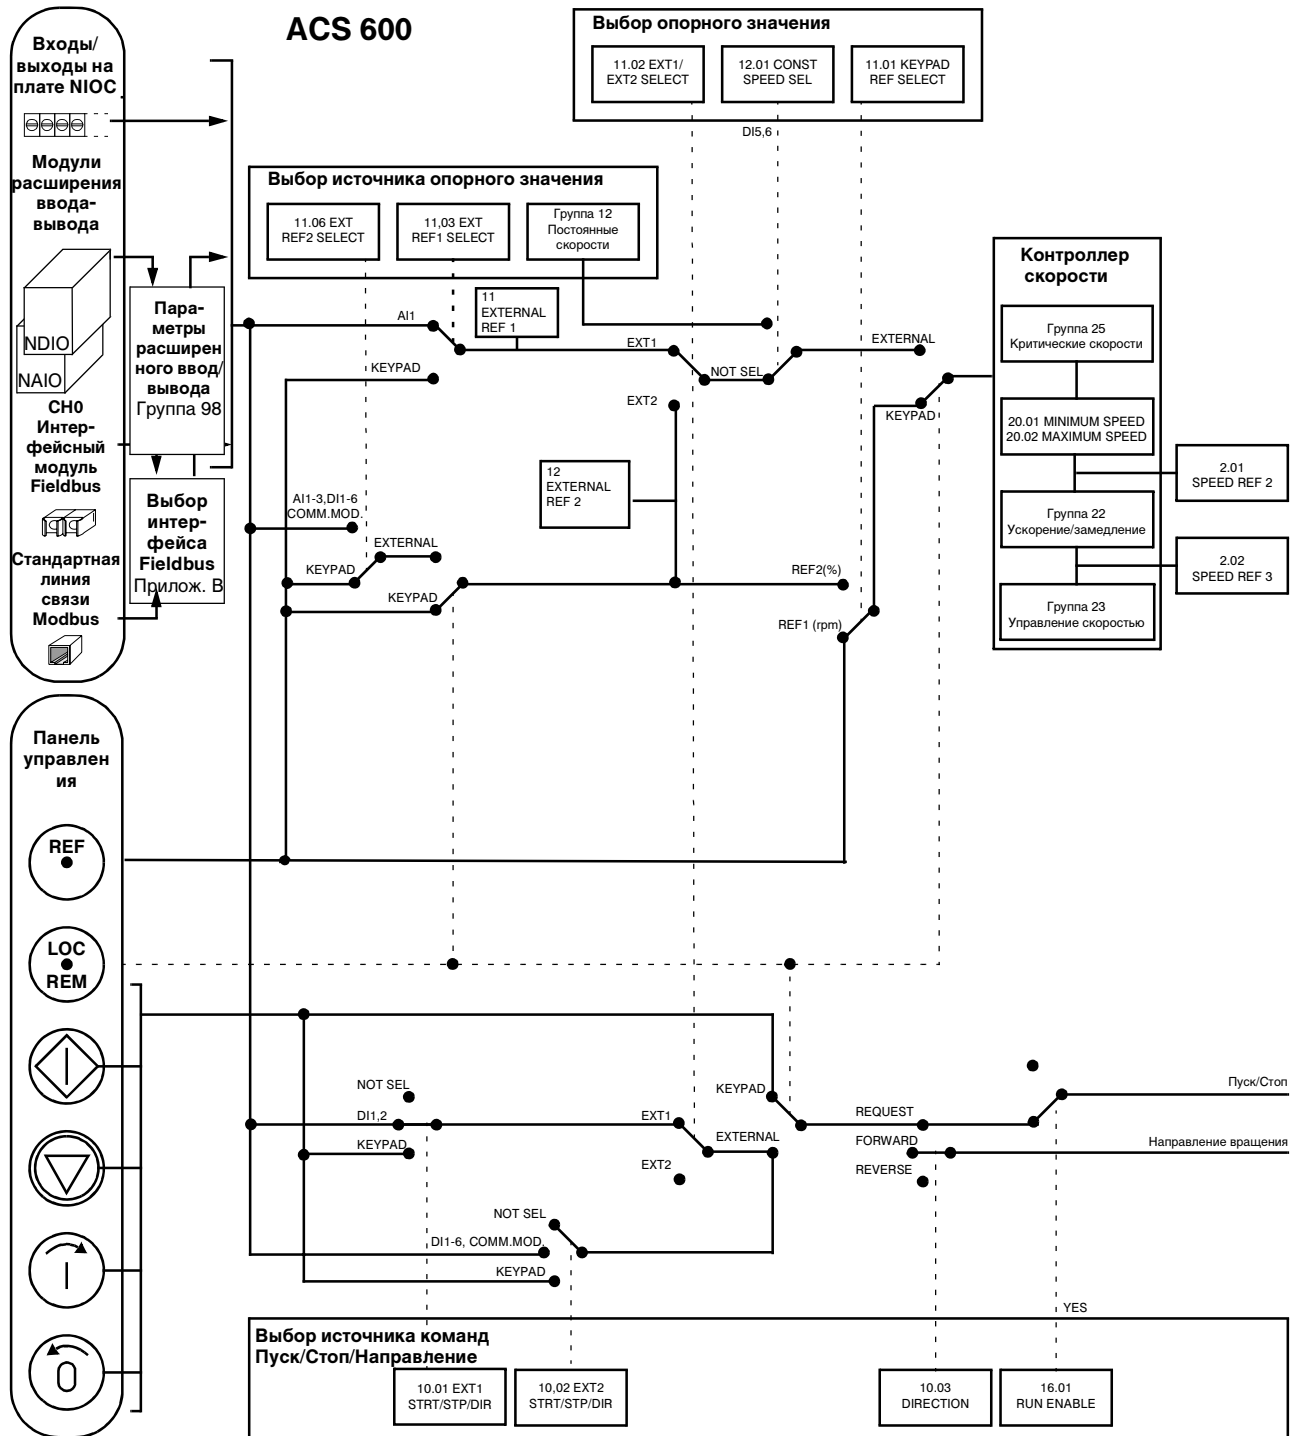 ACS 600
Входы/
выходы на
плате NIOC
Модули
расширения
ввода-
вывода
NDIO
NAIO
CH0
Интер-
фейсный
модуль
Fieldbus
Стандартная
линия
связи
Modbus
Пара-
метры
расширен
ного ввод/
вывода
Группа 98
Выбор
интер-
фейса
Fieldbus
Прилож. B
Выбор опорного значения
11.02 EXT1/
EXT2 SELECT
12.01 CONST
SPEED SEL
11.01 KEYPAD
REF SELECT
DI5,6
Выбор источника опорного значения
11.06 EXT
REF2 SELECT
11,03 EXT
REF1 SELECT
Группа 12
Постоянные
скорости
AI1
11
EXTERNAL
REF 1
KEYPAD
EXT1
NOT SEL
EXT2
EXTERNAL
KEYPAD
12
EXTERNAL
REF 2
AI1-3,DI1-6
COMM.MOD.
EXTERNAL
KEYPAD
KEYPAD
REF2(%)
REF1 (rpm)
Контроллер
скорости
Группа 25
Критические скорости
20.01 MINIMUM SPEED
20.02 MAXIMUM SPEED
2.01
SPEED REF 2
Группа 22
Ускорение/замедление
2.02
SPEED REF 3
Группа 23
Управление скоростью
Панель
управлен
ия
REF
LOC
REM
NOT SEL
DI1,2
KEYPAD
EXT1
EXT2
KEYPAD
EXTERNAL
NOT SEL
DI1-6, COMM.MOD.
KEYPAD
REQUEST
FORWARD
REVERSE
Пуск/Стоп
Направление вращения
YES
Выбор источника команд
Пуск/Стоп/Направление
10.01 EXT1
STRT/STP/DIR
10,02 EXT2
STRT/STP/DIR
10.03
DIRECTION
16.01
RUN ENABLE